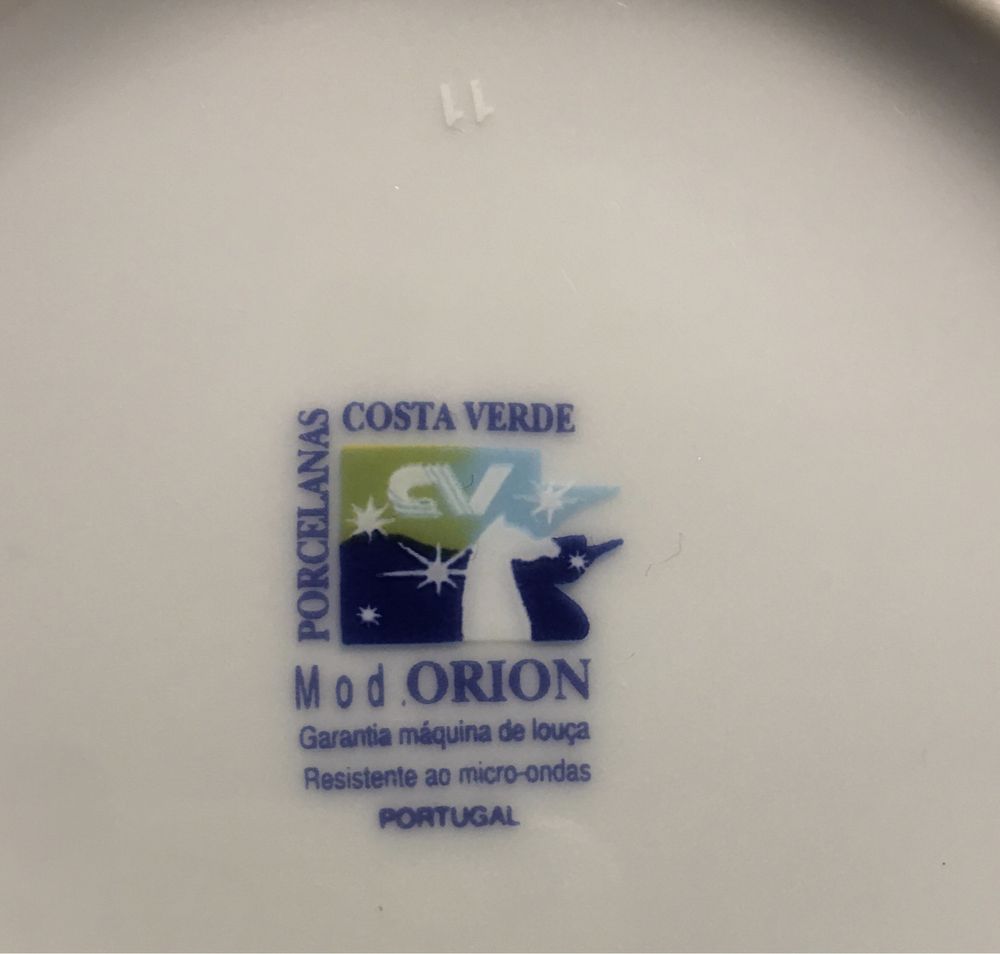 11
COSTA VERDE
PORCELANAS
CV
Mod. ORION
Garantia máquina de louça
Resistente ao micro-ondas
PORTUGAL